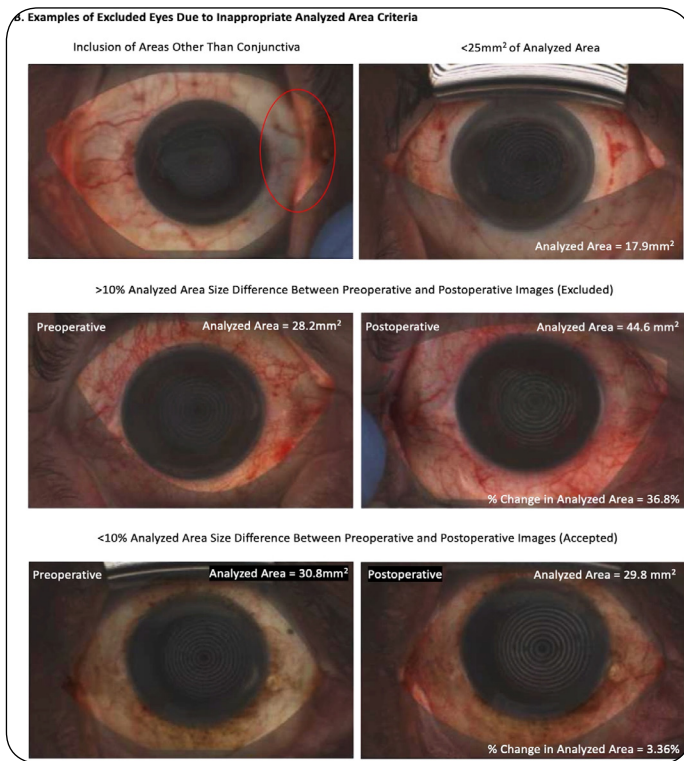 B. Examples of Excluded Eyes Due to Inappropriate Analyzed Area Criteria
Inclusion of Areas Other Than Conjunctiva
<25mm² of Analyzed Area
Analyzed Area = 17.9mm²
>10% Analyzed Area Size Difference Between Preoperative and Postoperative Images (Excluded)
Preoperative
Analyzed Area = 28.2mm²
Postoperative
Analyzed Area = 44.6 mm²
% Change in Analyzed Area = 36.8%
<10% Analyzed Area Size Difference Between Preoperative and Postoperative Images (Accepted)
Preoperative
Analyzed Area = 30.8mm²
Postoperative
Analyzed Area = 29.8 mm²
% Change in Analyzed Area = 3.36%